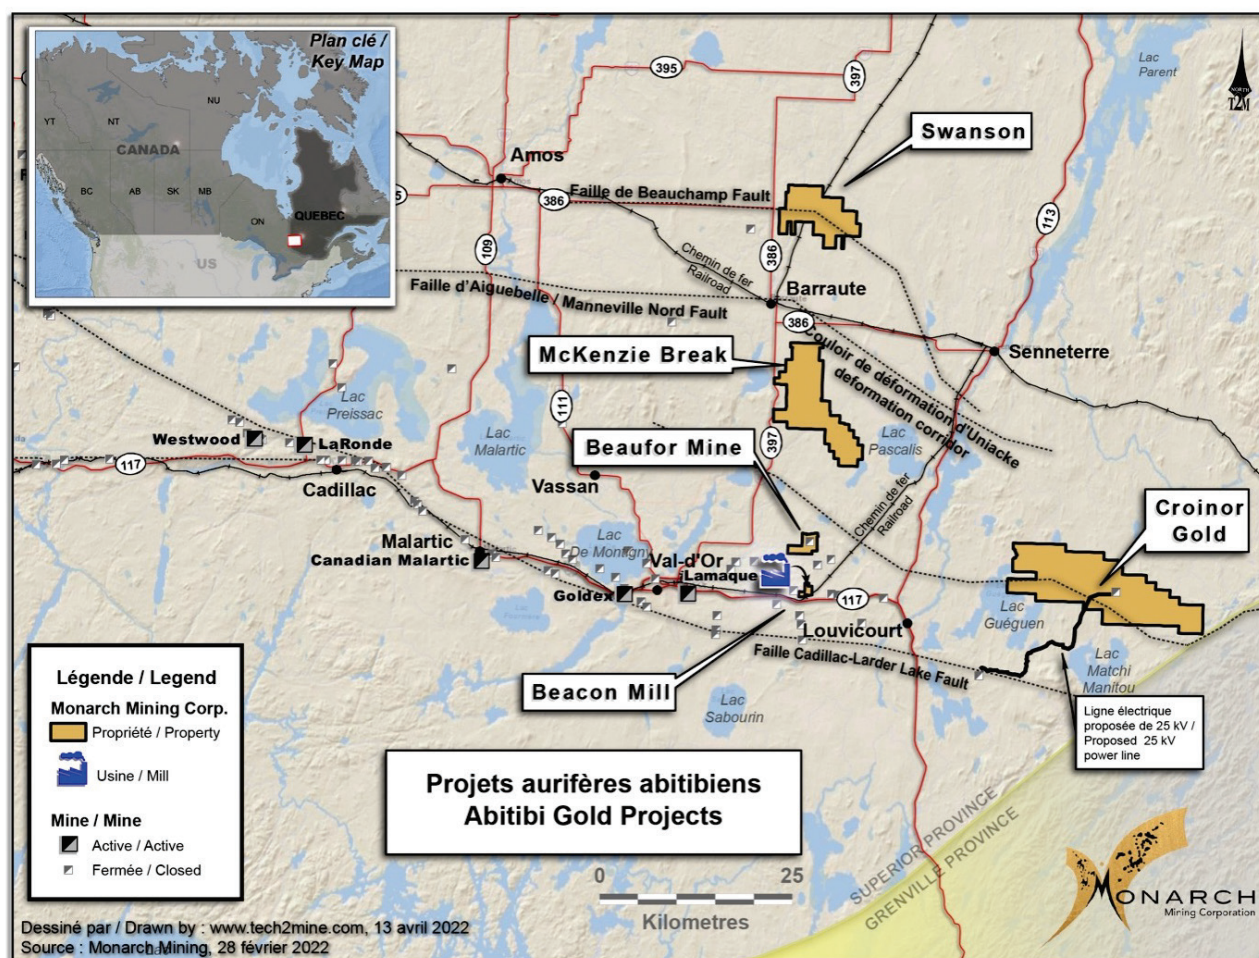 Plan clé /
Key Map
YT
NT
NU
CANADA
BC
AB
SK
MB
ON
QUEBEC
US
395
397
Lac
Parent
NORTH
T2M
Swanson
Amos
386
Faille de Beauchamp Fault
113
109
386
Chemin de fer
Railroad
Barraute
Faille d'Aiguebelle / Manneville Nord Fault
386
Senneterre
McKenzie Break
Couloir de déformation d'Uniacke
deformation corridor
Lac
Preissac
111
Lac
Malartic
397
Lac
Pascalis
Westwood
LaRonde
Beaufor Mine
117
Cadillac
Vassan
Chemin de fer
Railroad
Croinor
Gold
Malartic
Canadian Malartic
Lac
De Montigny
Val-d'Or
Lamaque
Goldex
117
Louvicourt
Lac
Guéguen
Faille Cadillac-Larder Lake Fault
Lac
Matchi
Manitou
Beacon Mill
Lac
Sabourin
Ligne électrique
proposée de 25 kV /
Proposed 25 kV
power line
Légende / Legend
Monarch Mining Corp.
Propriété / Property
Usine / Mill
Mine / Mine
Active / Active
Fermée / Closed
Projets aurifères abitibiens
Abitibi Gold Projects
0 25
Kilometres
SUPERIOR PROVINCE
GRENVILLE PROVINCE
MONARCH
Mining Corporation
Dessiné par / Drawn by : www.tech2mine.com, 13 avril 2022
Source : Monarch Mining, 28 février 2022